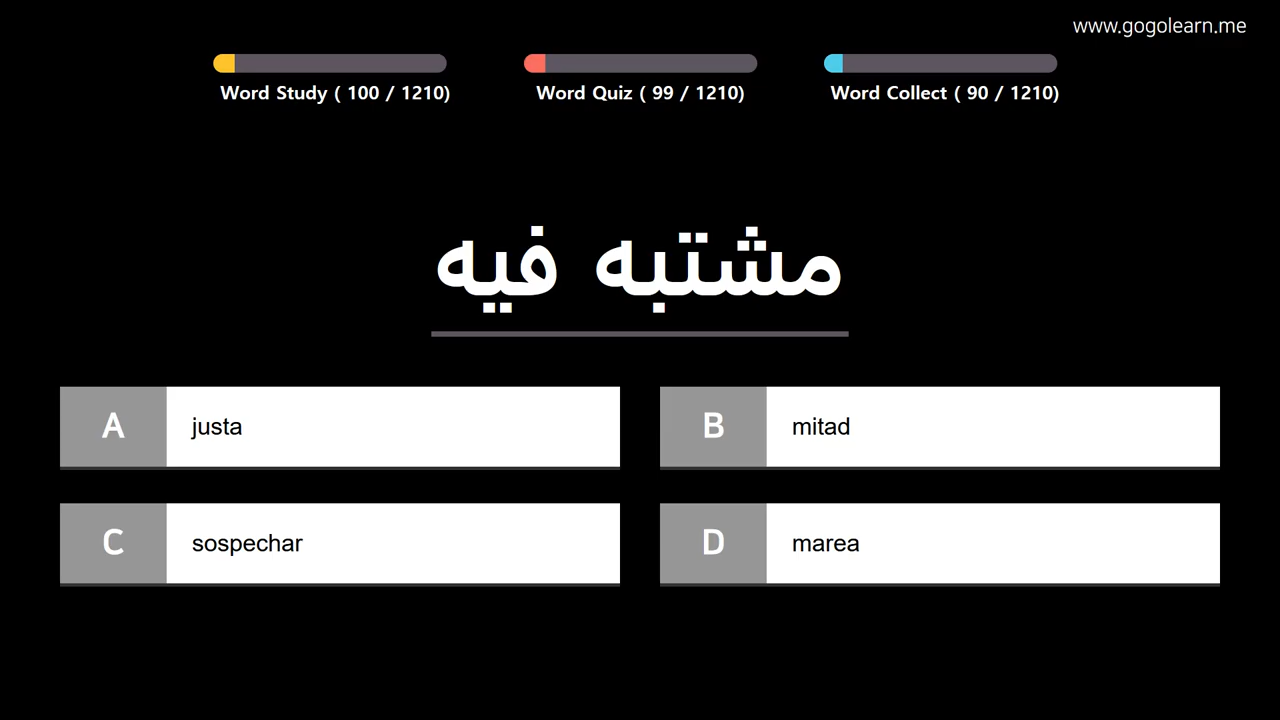 www.gogolearn.me
Word Study ( 100 / 1210)
Word Quiz ( 99 / 1210)
Word Collect ( 90 / 1210)
مشتبه فيه
A
justa
B
mitad
C
sospechar
D
marea